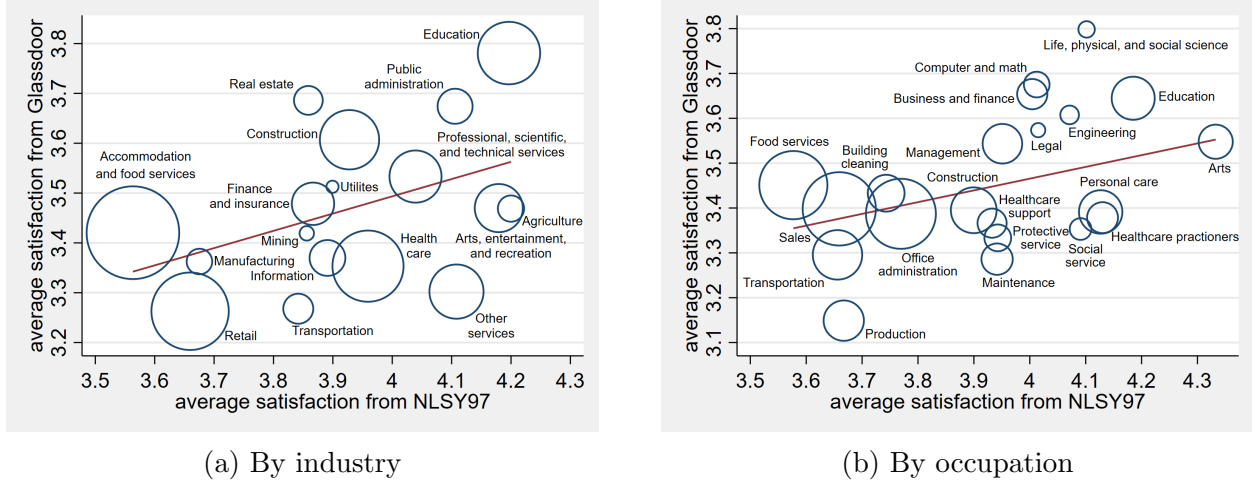 average satisfaction from Glassdoor
3.8
3.7
3.6
3.5
3.4
3.3
3.2
Education
Public
administration
Real estate
Construction
Professional, scientific,
and technical services
Accommodation
and food services
Finance
and insurance
Utilites
Agriculture
Mining
Arts, entertainment,
and recreation
Health
care
Manufacturing
Information
Transportation
Other
services
Retail
3.5 3.6 3.7 3.8 3.9 4 4.1 4.2 4.3
average satisfaction from NLSY97
(a) By industry
average satisfaction from Glassdoor
3.8
3.7
3.6
3.5
3.4
3.3
3.2
3.1
Life, physical, and social science
Computer and math
Business and finance
Education
Engineering
Legal
Food services
Building
cleaning
Management
Arts
Construction
Personal care
Healthcare
support
Sales
Protective
service
Healthcare practioners
Social
service
Office
administration
Transportation
Maintenance
Production
3.5 3.6 3.7 3.8 3.9 4 4.1 4.2 4.3
average satisfaction from NLSY97
(b) By occupation